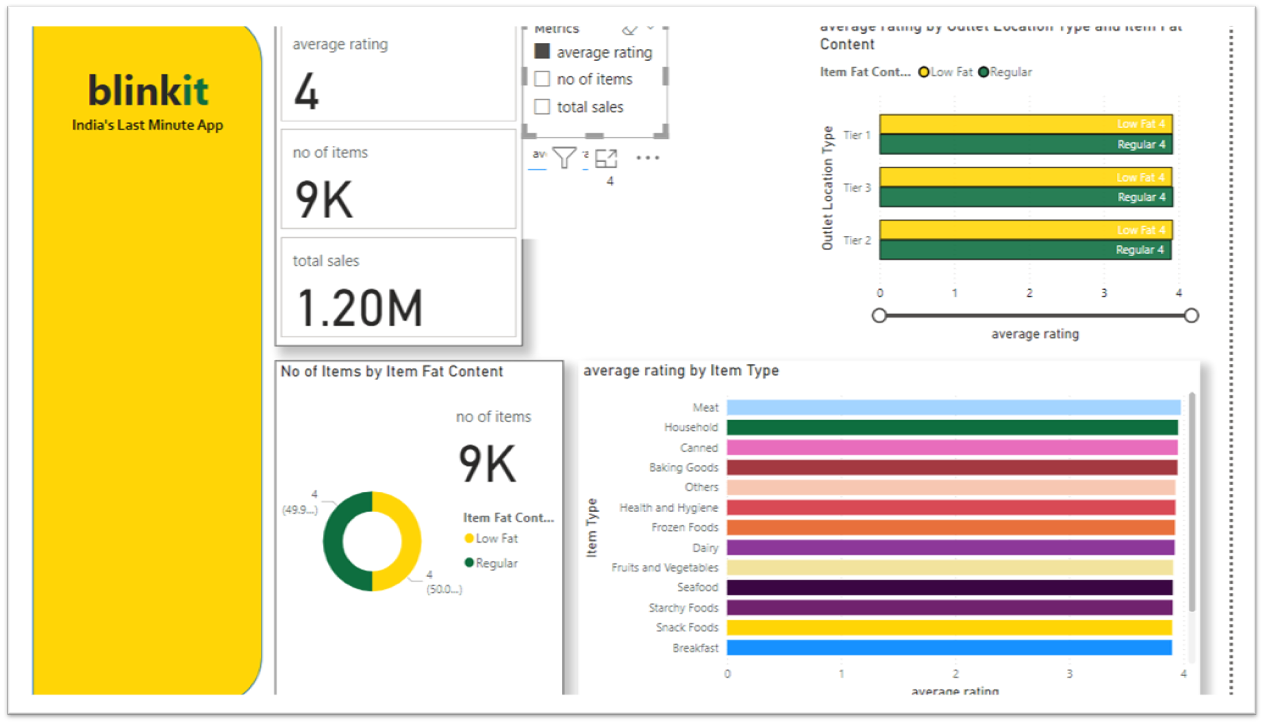 blinkit
India's Last Minute App
average rating
4
no of items
9K
total sales
1.20M
Metrics
average rating
no of items
total sales
4
average rating by Outlet Location Type and Item Fat
Content
Item Fat Cont... Low Fat Regular
Outlet Location Type
Tier 1
Low Fat 4
Regular 4
Tier 3
Low Fat 4
Regular 4
Tier 2
Low Fat 4
Regular 4
0 1 2 3 4
average rating
No of Items by Item Fat Content
no of items
9K
4
(49.9...)
4
(50.0...)
Item Fat Cont...
Low Fat
Regular
average rating by Item Type
Item Type
Meat
Household
Canned
Baking Goods
Others
Health and Hygiene
Frozen Foods
Dairy
Fruits and Vegetables
Seafood
Starchy Foods
Snack Foods
Breakfast
0 1 2 3 4
average rating